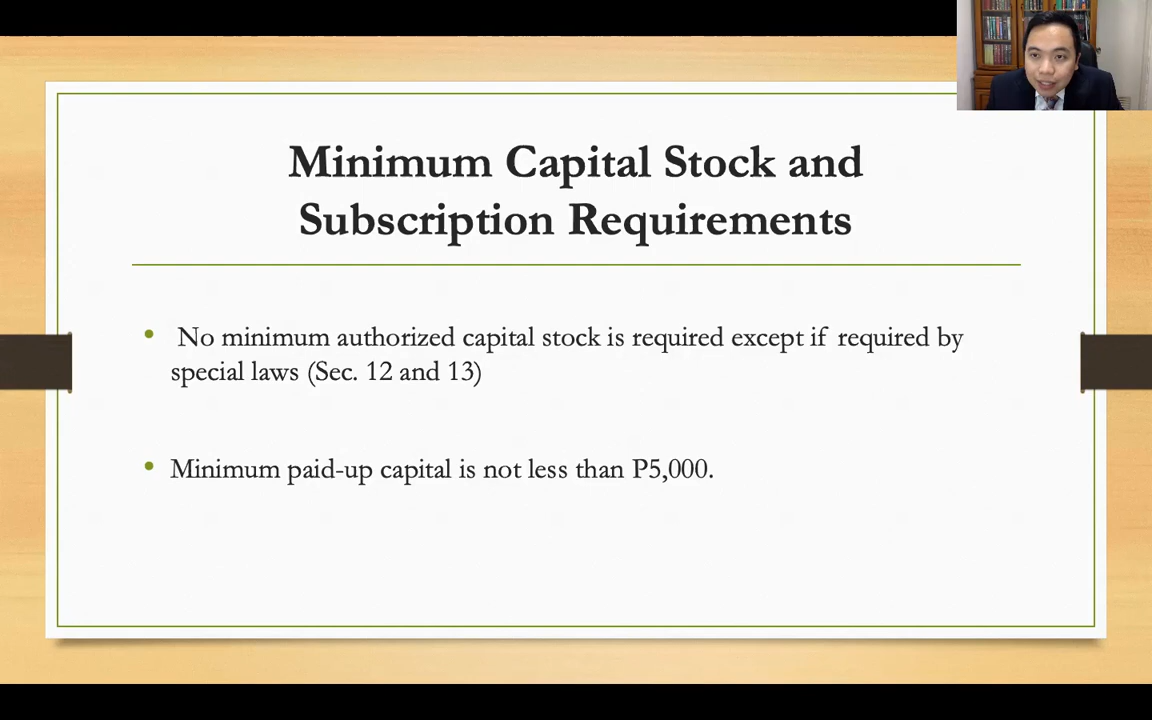 Minimum Capital Stock and
Subscription Requirements
• No minimum authorized capital stock is required except if required by
special laws (Sec. 12 and 13)
• Minimum paid-up capital is not less than P5,000.